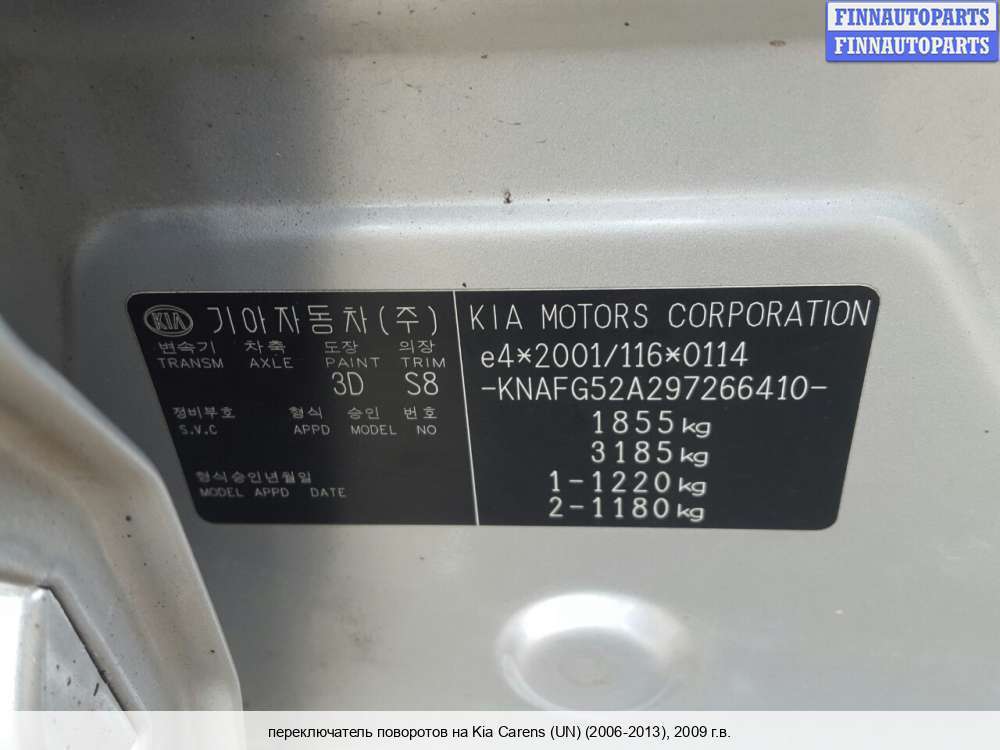 FINNAUTOPARTS
FINNAUTOPARTS
KIA 기아자동차(주)
변속기 차축 도장 의장
TRANSM AXLE PAINT TRIM
3D S8
정비부호 형식 승인 번호
S.V.C APPD MODEL NO
형식승인년월일
MODEL APPD DATE
KIA MOTORS CORPORATION
e4*2001/116*0114
-KNAFG52A297266410-
1855kg
3185kg
1-1220kg
2-1180kg
переключатель поворотов на Kia Carens (UN) (2006-2013), 2009 г.в.